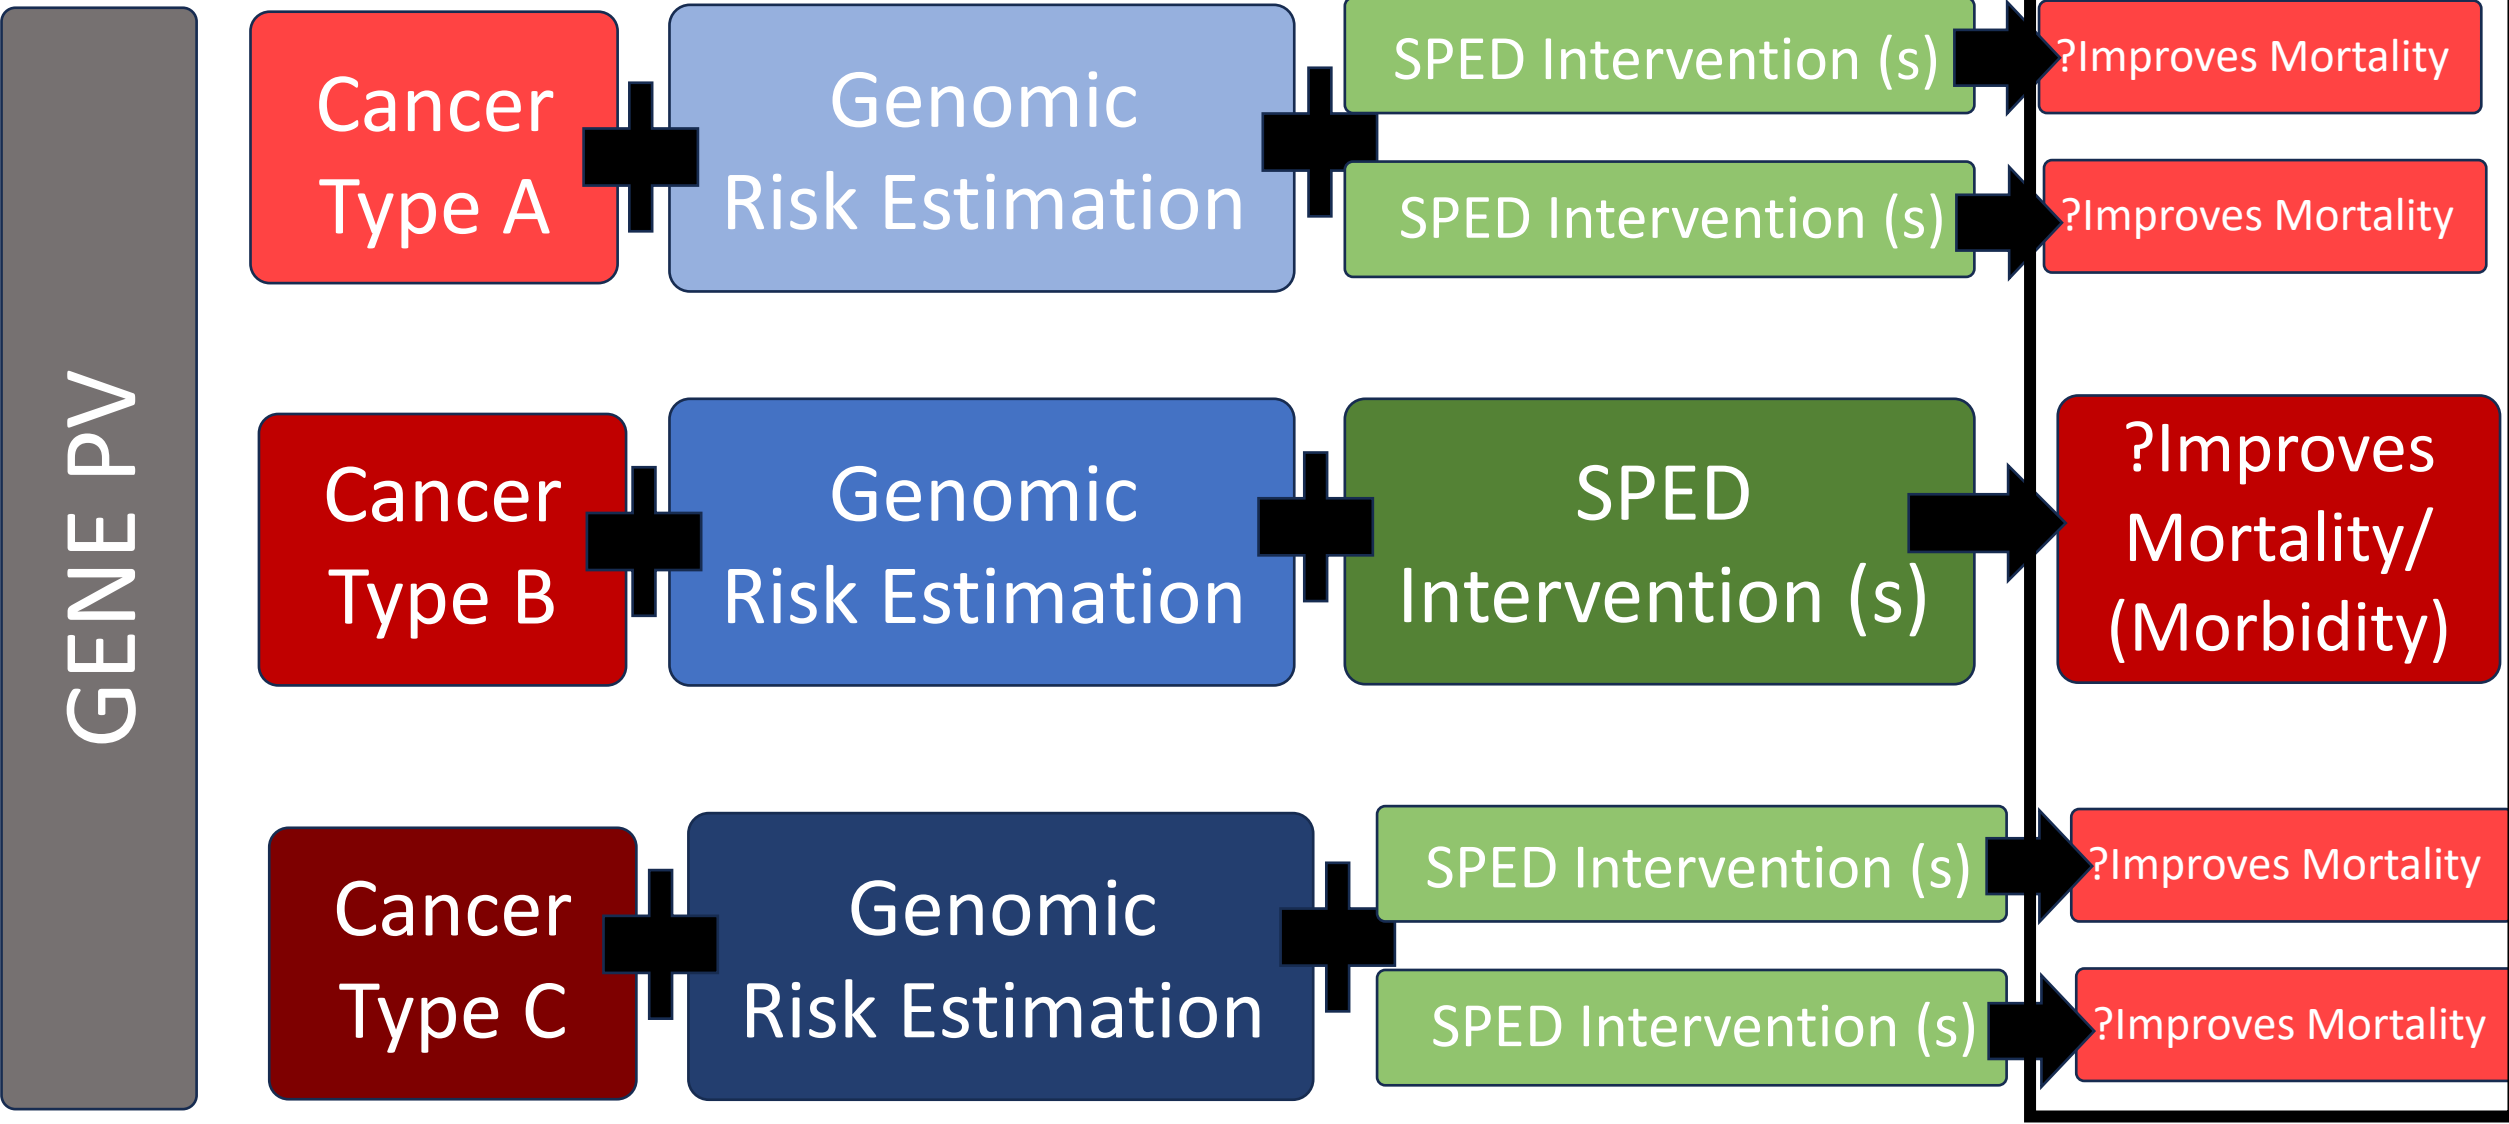 GENE PV
Cancer
Type A
Genomic
Risk Estimation
SPED Intervention (s)
?Improves Mortality
SPED Intervention (s)
?Improves Mortality
Cancer
Type B
Genomic
Risk Estimation
SPED
Intervention (s)
?Improves
Mortality/
(Morbidity)
Cancer
Type C
Genomic
Risk Estimation
SPED Intervention (s)
?Improves Mortality
SPED Intervention (s)
?Improves Mortality